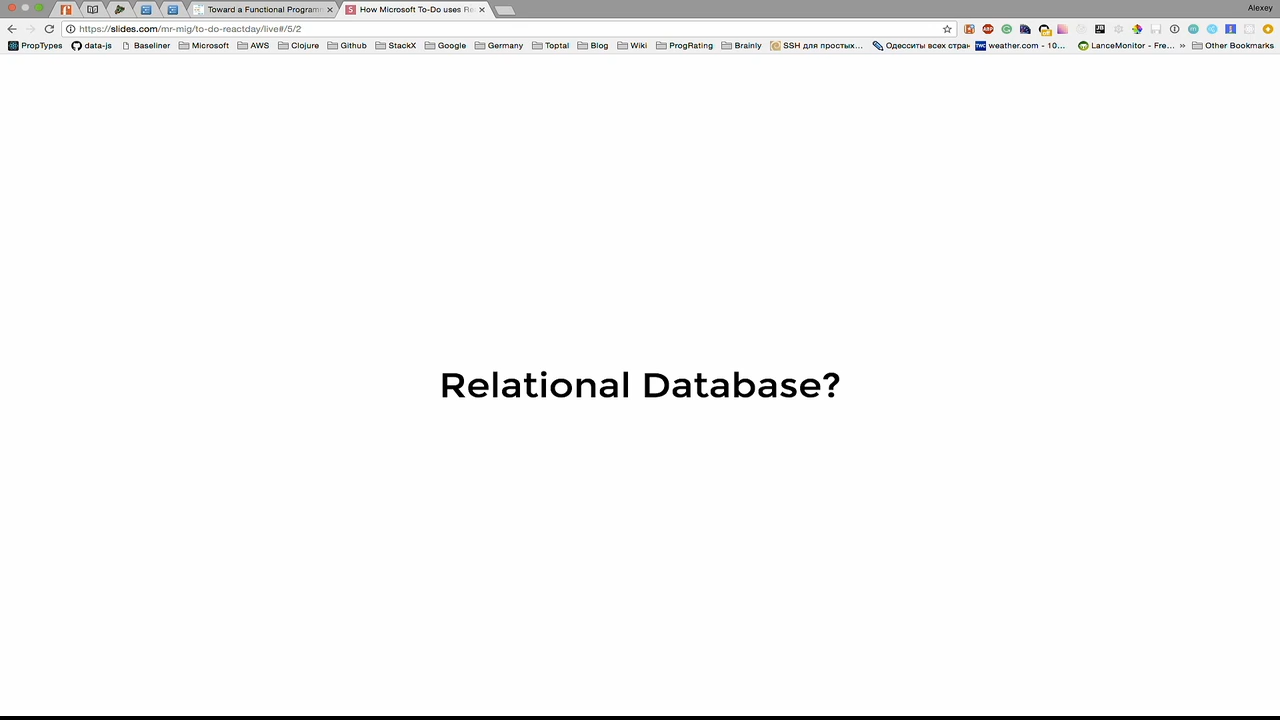 Toward a Functional Program
How Microsoft To-Do uses Re
Alexey
https://slides.com/mr-mig/to-do-reactday/live#/5/2
PropTypes data-js Baseliner Microsoft AWS Clojure Github StackX Google Germany Toptal Blog Wiki ProgRating Brainly SSH для простых... Одесситы всех стран weather.com - 10... LanceMonitor - Fre... » Other Bookmarks
Relational Database?